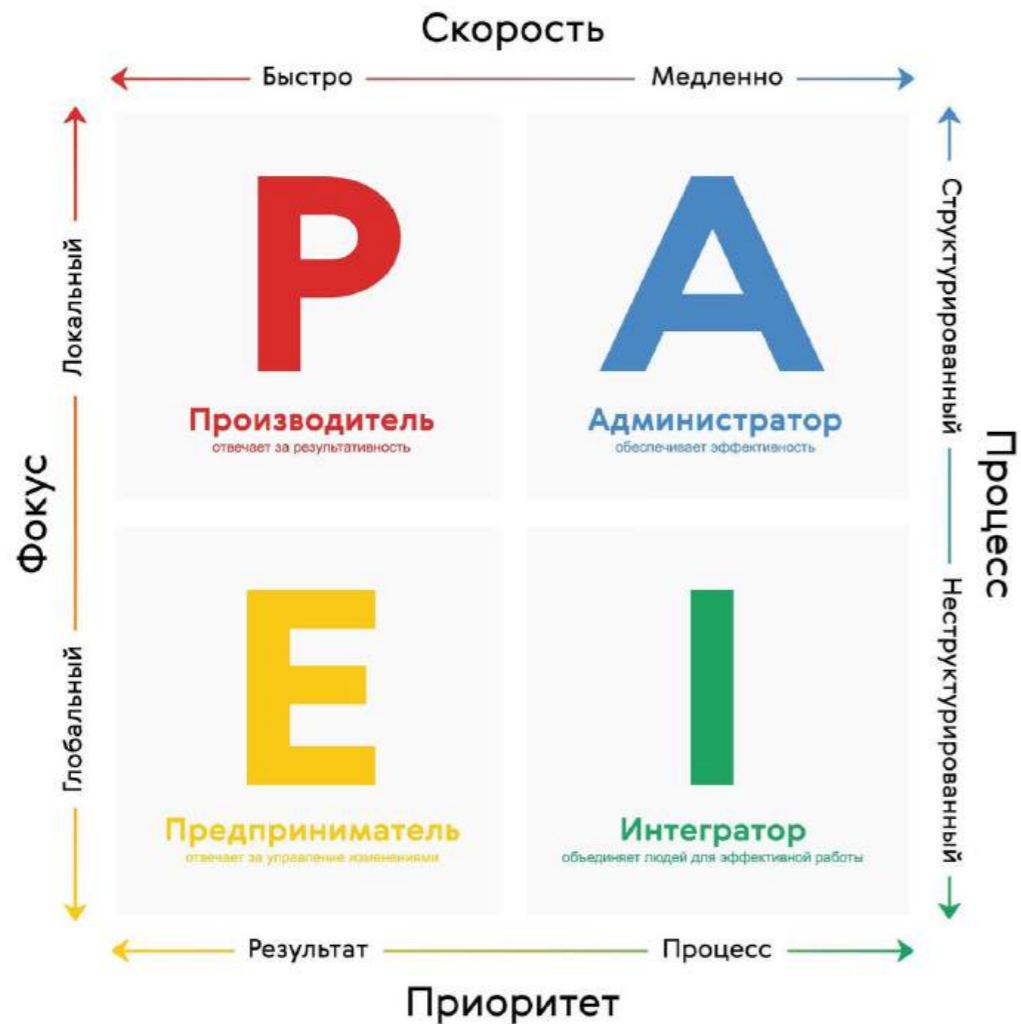 Скорость
Быстро
Медленно
Локальный
Фокус
Глобальный
P
Производитель
отвечает за результативность
A
Администратор
обеспечивает эффективность
Структурированный
Процесс
Неструктурированный
E
Предприниматель
отвечает за управление изменениями
I
Интегратор
объединяет людей для эффективной работы
Результат
Процесс
Приоритет